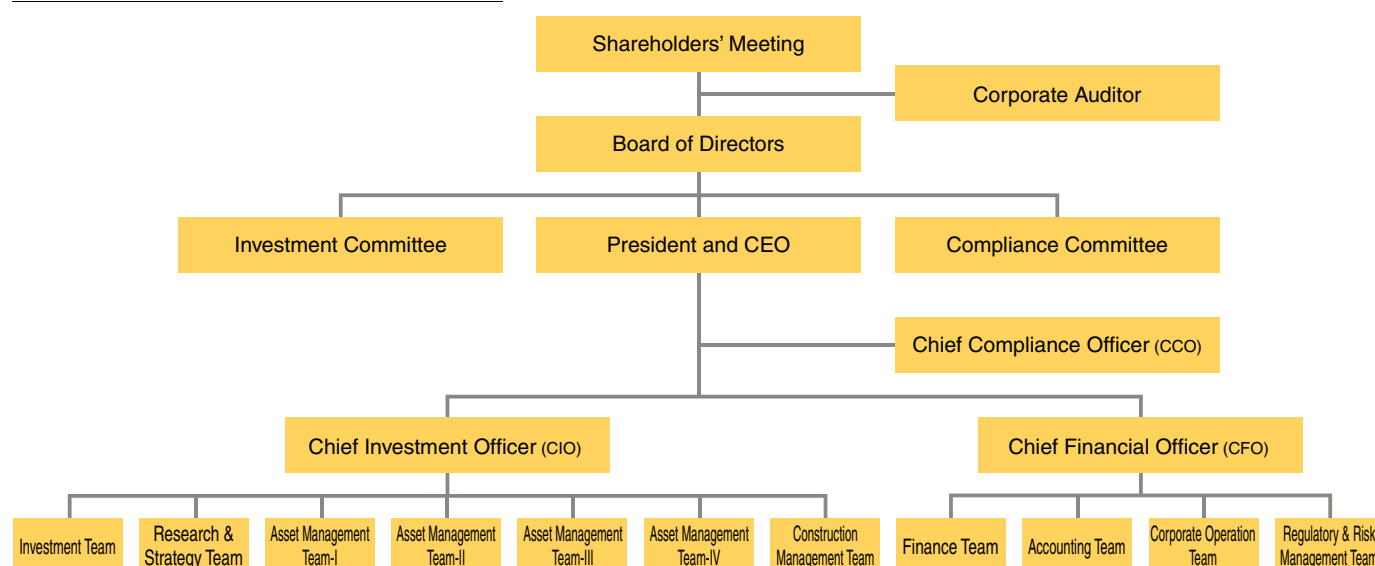 Shareholders’ Meeting
Corporate Auditor
Board of Directors
Investment Committee
President and CEO
Compliance Committee
Chief Compliance Officer (CCO)
Chief Investment Officer (CIO)
Chief Financial Officer (CFO)
Investment Team
Research &
Strategy Team
Asset Management
Team-I
Asset Management
Team-II
Asset Management
Team-III
Asset Management
Team-IV
Construction
Management Team
Finance Team
Accounting Team
Corporate Operation
Team
Regulatory & Risk
Management Team